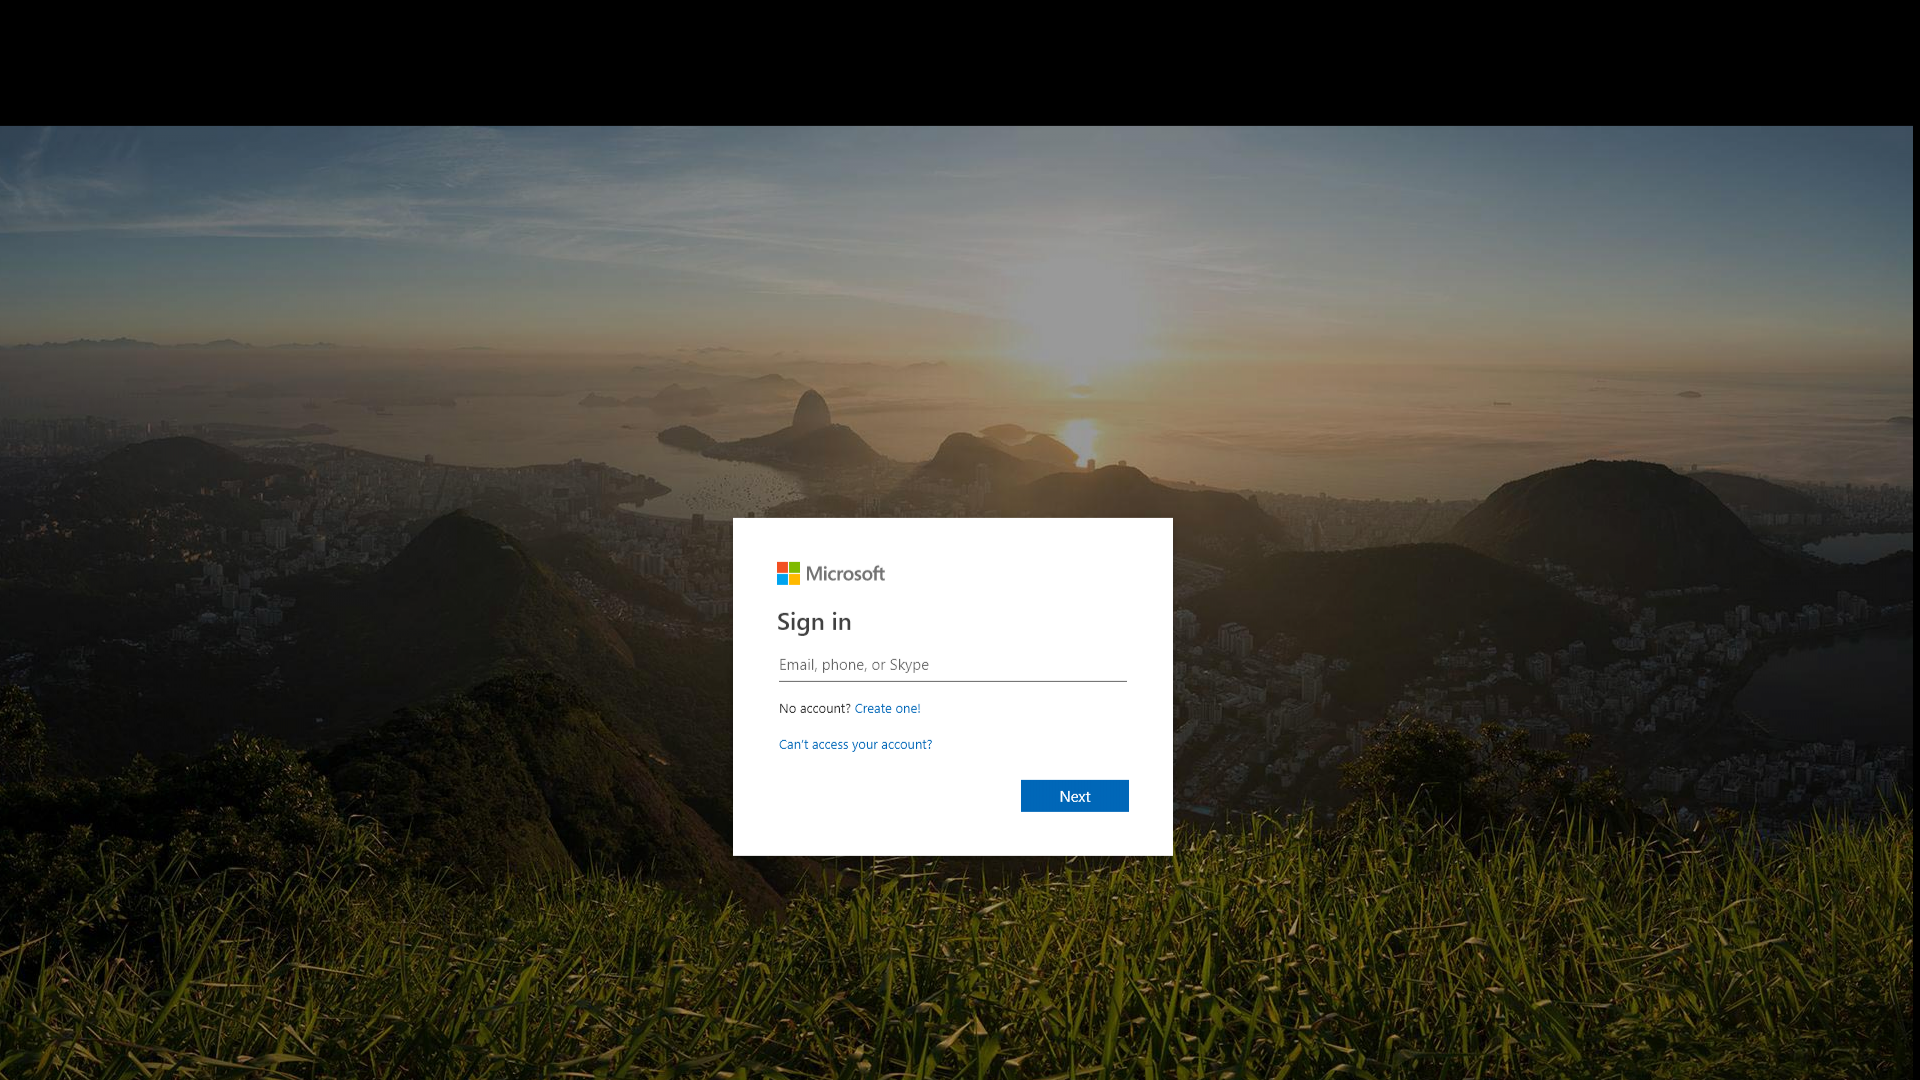 Microsoft
Sign in
Email, phone, or Skype
No account? Create one!
Can't access your account?
Next